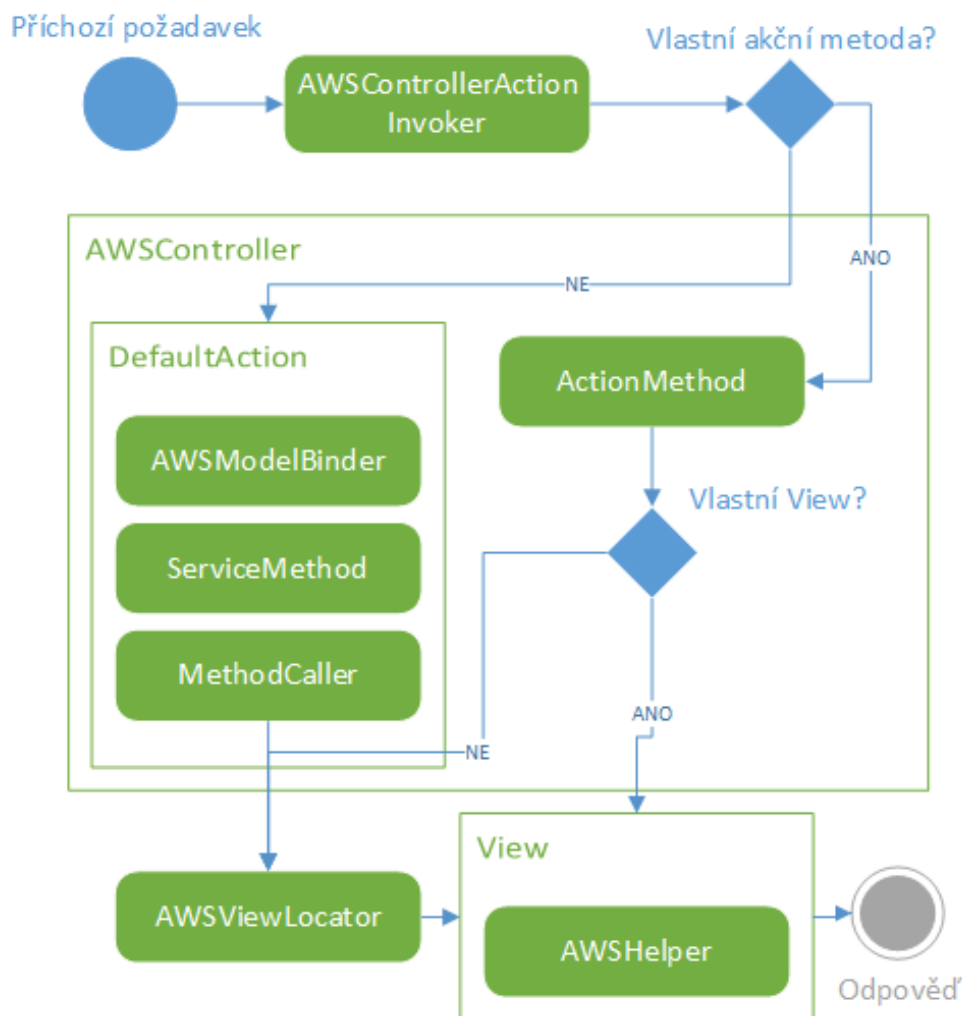 Příchozí požadavek
Vlastní akční metoda?
AWSControllerAction
Invoker
AWSController
ANO
NE
DefaultAction
ActionMethod
AWSModelBinder
Vlastní View?
ServiceMethod
MethodCaller
ANO
NE
View
AWSViewLocator
AWSHelper
Odpověď